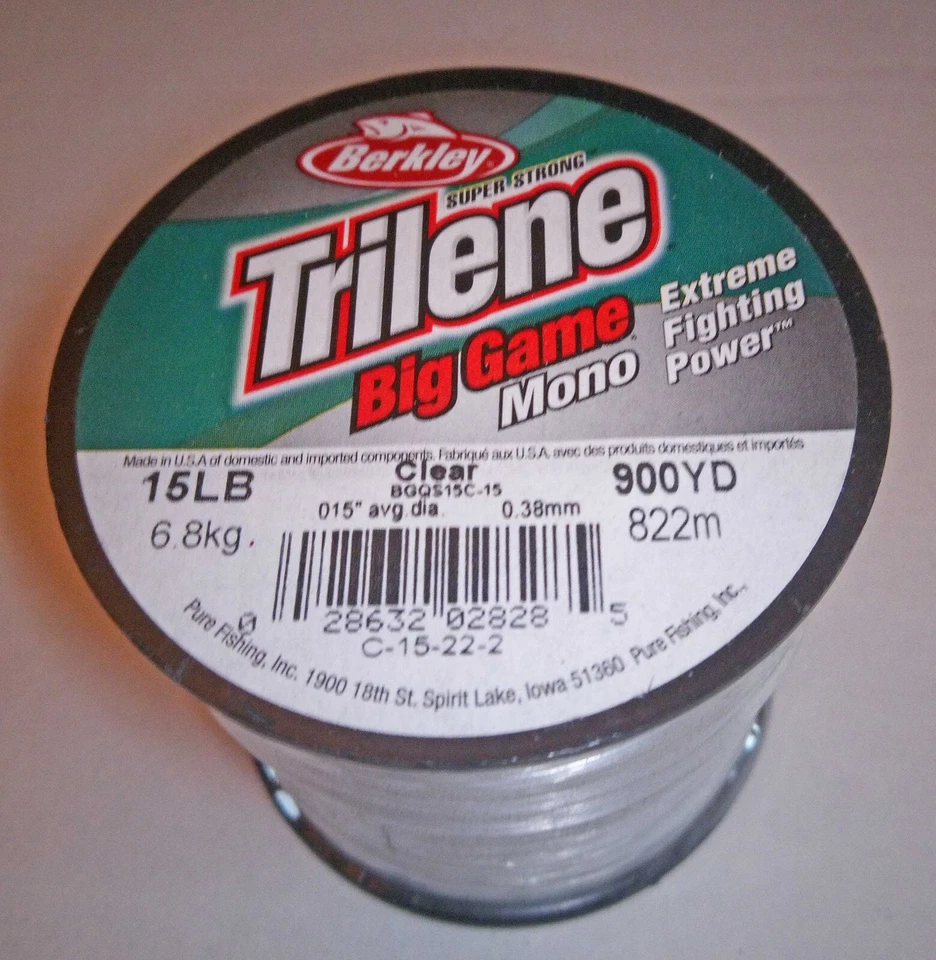 Berkley
SUPER STRONG
Trilene
Big Game
Mono
Extreme
Fighting
Power™
Made in U.S.A of domestic and imported components. Fabriqué aux U.S.A. avec des produits domestiques et importés
15LB Clear 900YD
BGQS15C-15
6.8kg. 015" avg.dia. 0.38mm 822m
0 28632 02828 5
C-15-22-2
Pure Fishing, Inc. 1900 18th St. Spirit Lake, Iowa 51360 Pure Fishing, Inc.,